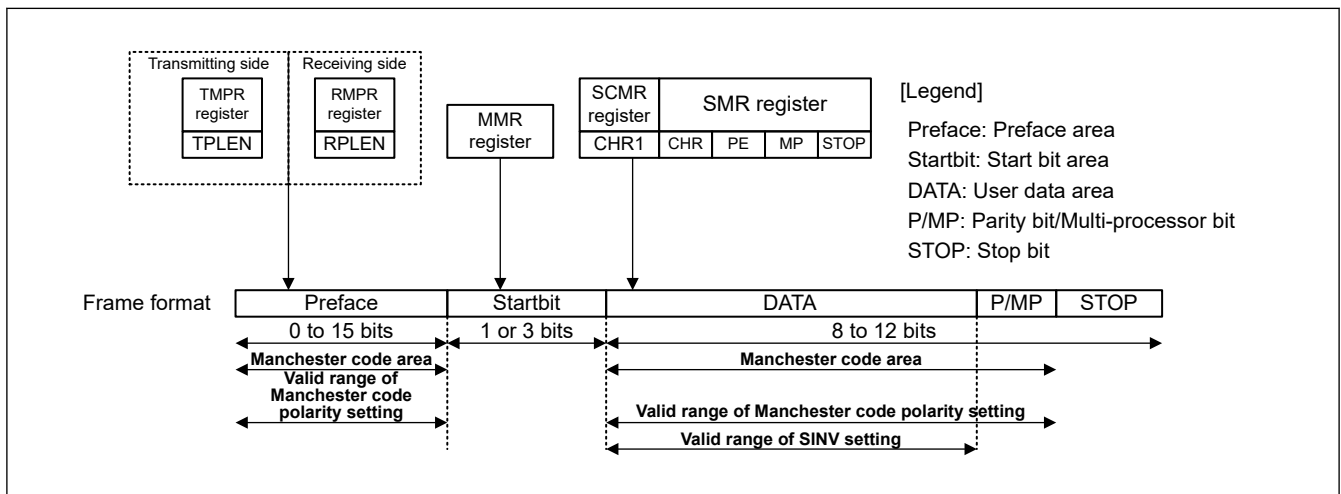 Transmitting side
Receiving side
TMPR
register
TPLEN
RMPR
register
RPLEN
MMR
register
SCMR
register
CHR1
SMR register
CHR PE MP STOP
[Legend]
Preface: Preface area
Startbit: Start bit area
DATA: User data area
P/MP: Parity bit/Multi-processor bit
STOP: Stop bit
Frame format Preface Startbit DATA P/MP STOP
0 to 15 bits 1 or 3 bits 8 to 12 bits
Manchester code area
Valid range of
Manchester code
polarity setting
Manchester code area
Valid range of Manchester code polarity setting
Valid range of SINV setting